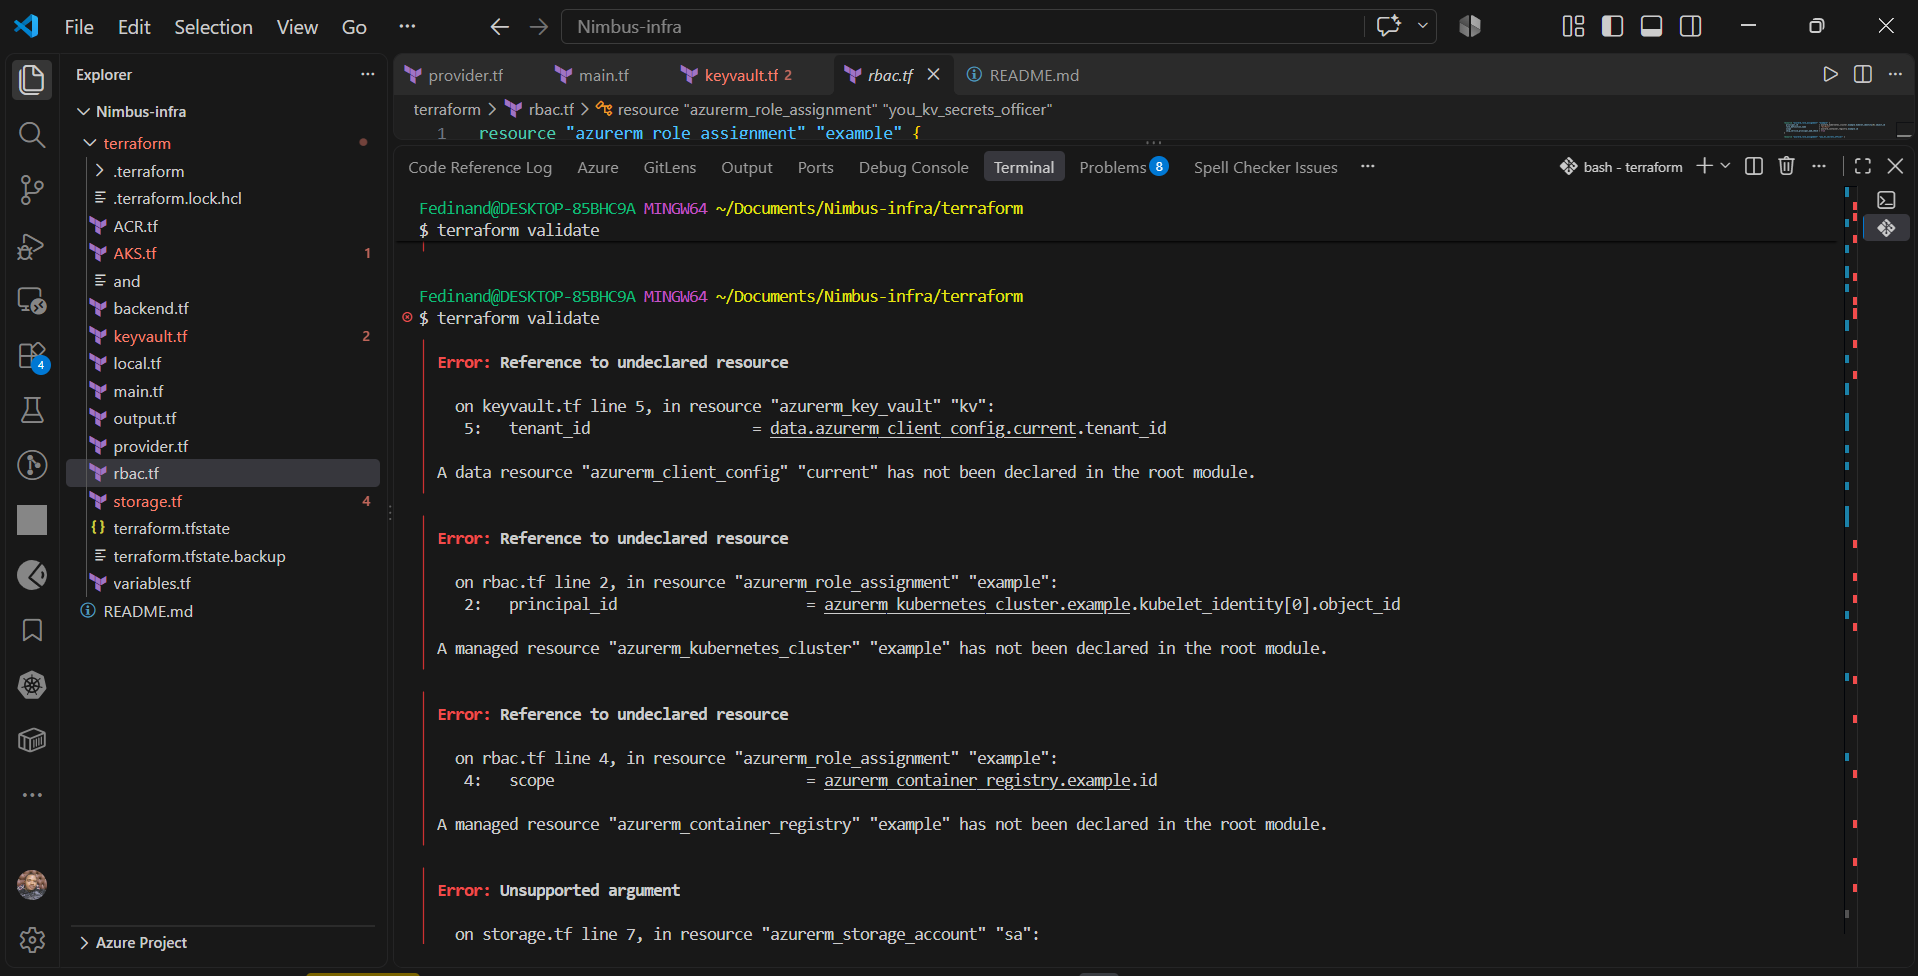 File Edit Selection View Go ··· Nimbus-infra
Explorer ···
Nimbus-infra
terraform
.terraform
.terraform.lock.hcl
ACR.tf
AKS.tf 1
and
backend.tf
keyvault.tf 2
local.tf
main.tf
output.tf
provider.tf
rbac.tf
storage.tf 4
{} terraform.tfstate
terraform.tfstate.backup
variables.tf
README.md
Azure Project
4
provider.tf main.tf keyvault.tf 2 rbac.tf README.md
terraform > rbac.tf > resource "azurerm_role_assignment" "you_kv_secrets_officer"
1 resource "azurerm_role_assignment" "example" {
Code Reference Log Azure GitLens Output Ports Debug Console Terminal Problems 8 Spell Checker Issues ··· bash - terraform
Fedinand@DESKTOP-85BHC9A MINGW64 ~/Documents/Nimbus-infra/terraform
$ terraform validate
Fedinand@DESKTOP-85BHC9A MINGW64 ~/Documents/Nimbus-infra/terraform
$ terraform validate
Error: Reference to undeclared resource
on keyvault.tf line 5, in resource "azurerm_key_vault" "kv":
5: tenant_id = data.azurerm_client_config.current.tenant_id
A data resource "azurerm_client_config" "current" has not been declared in the root module.
Error: Reference to undeclared resource
on rbac.tf line 2, in resource "azurerm_role_assignment" "example":
2: principal_id = azurerm_kubernetes_cluster.example.kubelet_identity[0].object_id
A managed resource "azurerm_kubernetes_cluster" "example" has not been declared in the root module.
Error: Reference to undeclared resource
on rbac.tf line 4, in resource "azurerm_role_assignment" "example":
4: scope = azurerm_container_registry.example.id
A managed resource "azurerm_container_registry" "example" has not been declared in the root module.
Error: Unsupported argument
on storage.tf line 7, in resource "azurerm_storage_account" "sa":